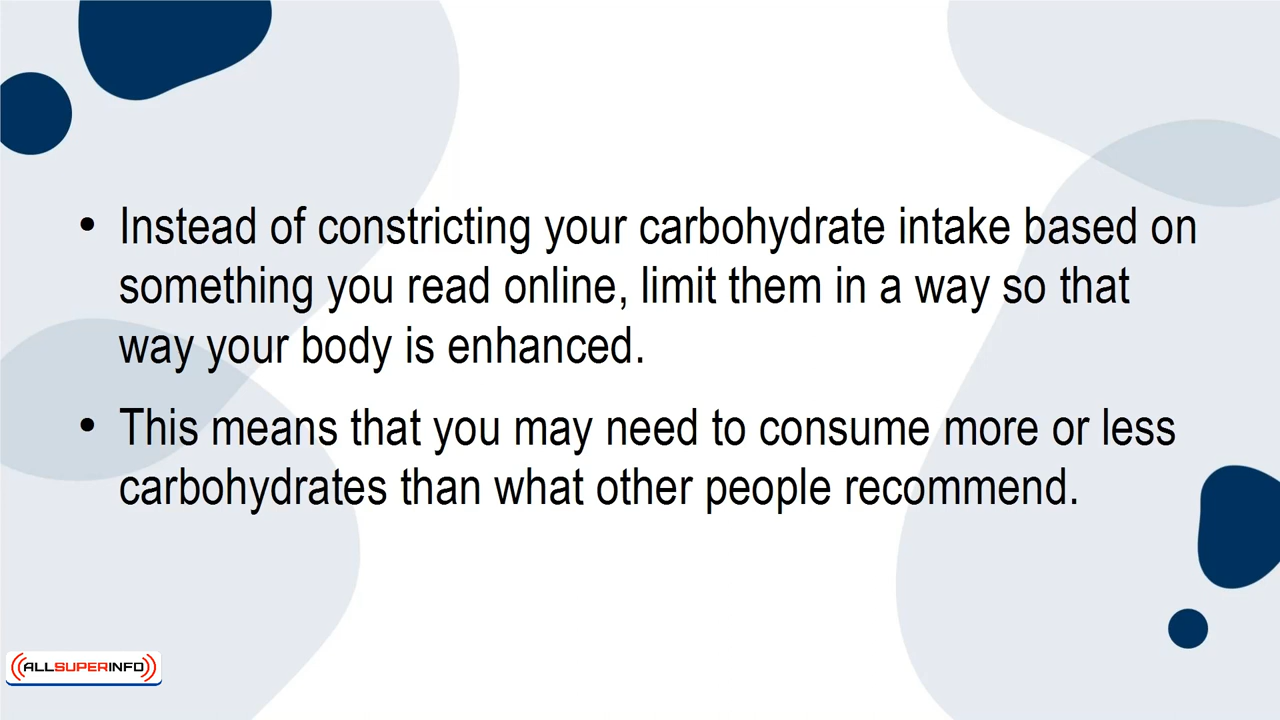 • Instead of constricting your carbohydrate intake based on
something you read online, limit them in a way so that
way your body is enhanced.
• This means that you may need to consume more or less
carbohydrates than what other people recommend.
ALLSUPERINFO